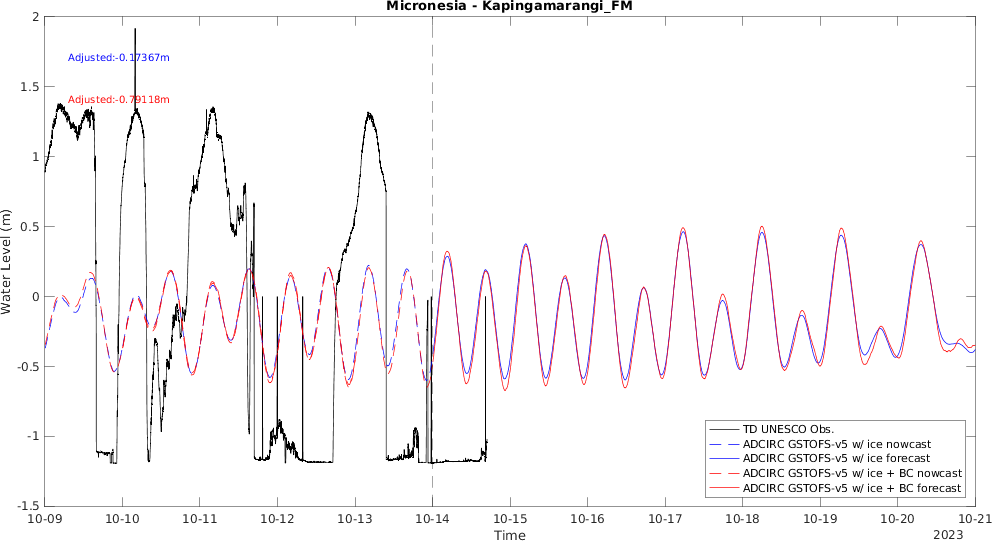 Micronesia - Kapingamarangi_FM
Adjusted:-0.17367m
Adjusted:-0.79118m
Water Level (m)
2
1.5
1
0.5
0
-0.5
-1
-1.5
10-09 10-10 10-11 10-12 10-13 10-14 10-15 10-16 10-17 10-18 10-19 10-20 10-21
Time
2023
TD UNESCO Obs.
ADCIRC GSTOFS-v5 w/ ice nowcast
ADCIRC GSTOFS-v5 w/ ice forecast
ADCIRC GSTOFS-v5 w/ ice + BC nowcast
ADCIRC GSTOFS-v5 w/ ice + BC forecast